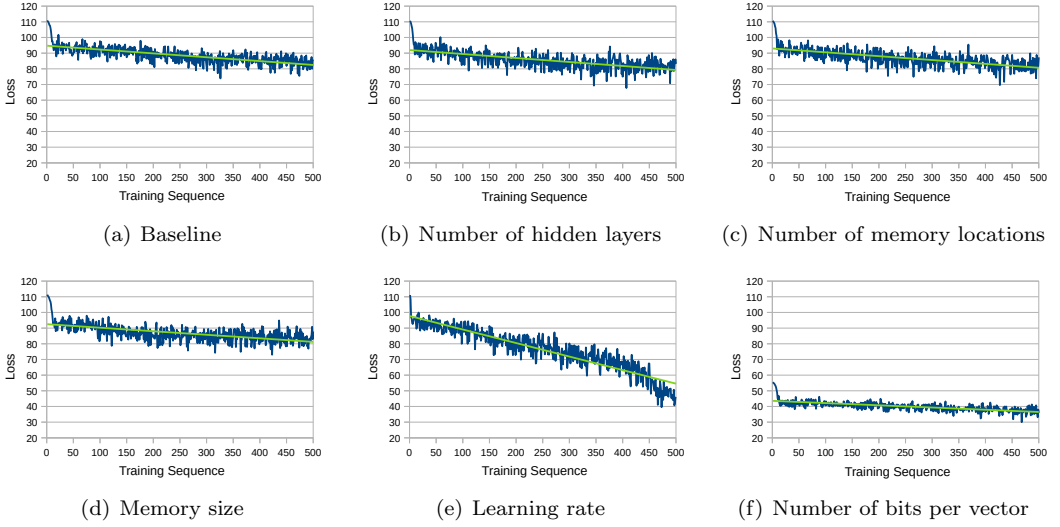 120
110
100
90
80
70
60
50
40
30
20
Loss
0 50 100 150 200 250 300 350 400 450 500
Training Sequence
(a) Baseline
120
110
100
90
80
70
60
50
40
30
20
Loss
0 50 100 150 200 250 300 350 400 450 500
Training Sequence
(b) Number of hidden layers
120
110
100
90
80
70
60
50
40
30
20
Loss
0 50 100 150 200 250 300 350 400 450 500
Training Sequence
(c) Number of memory locations
120
110
100
90
80
70
60
50
40
30
20
Loss
0 50 100 150 200 250 300 350 400 450 500
Training Sequence
(d) Memory size
120
110
100
90
80
70
60
50
40
30
20
Loss
0 50 100 150 200 250 300 350 400 450 500
Training Sequence
(e) Learning rate
120
110
100
90
80
70
60
50
40
30
20
Loss
0 50 100 150 200 250 300 350 400 450 500
Training Sequence
(f) Number of bits per vector